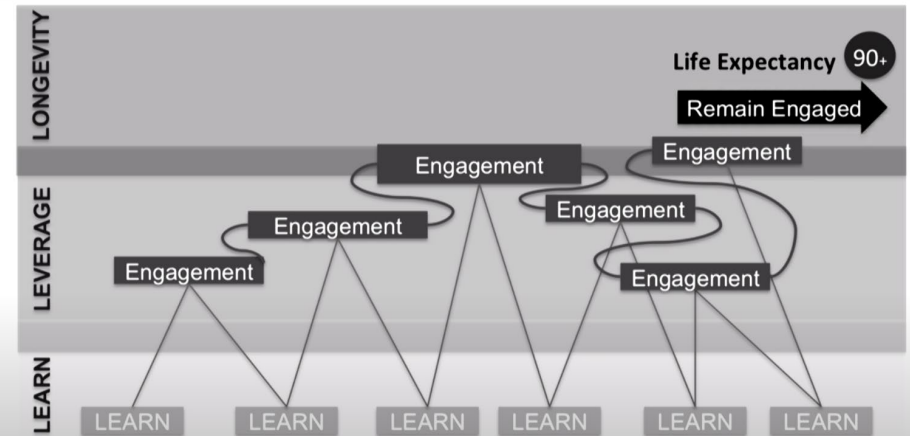 LONGEVITY
Life Expectancy 90+
Remain Engaged
Engagement
Engagement
LEVERAGE
Engagement
Engagement
Engagement
Engagement
LEARN
LEARN
LEARN
LEARN
LEARN
LEARN
LEARN